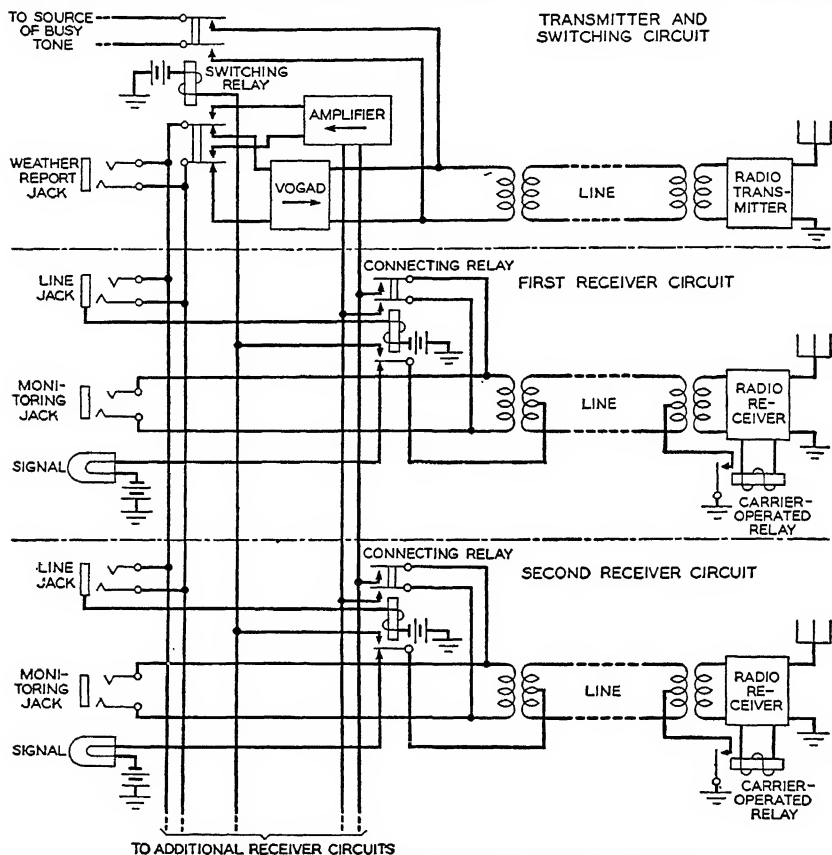 TO SOURCE
OF BUSY
TONE
TRANSMITTER AND
SWITCHING CIRCUIT
SWITCHING
RELAY
AMPLIFIER
WEATHER
REPORT
JACK
VOGAD
LINE
RADIO
TRANS-
MITTER
LINE
JACK
CONNECTING RELAY
FIRST RECEIVER CIRCUIT
MONI-
TORING
JACK
LINE
RADIO
RE-
CEIVER
SIGNAL
CARRIER-
OPERATED
RELAY
LINE
JACK
CONNECTING RELAY
SECOND RECEIVER CIRCUIT
MONI-
TORING
JACK
LINE
RADIO
RE-
CEIVER
SIGNAL
CARRIER-
OPERATED
RELAY
TO ADDITIONAL RECEIVER CIRCUITS